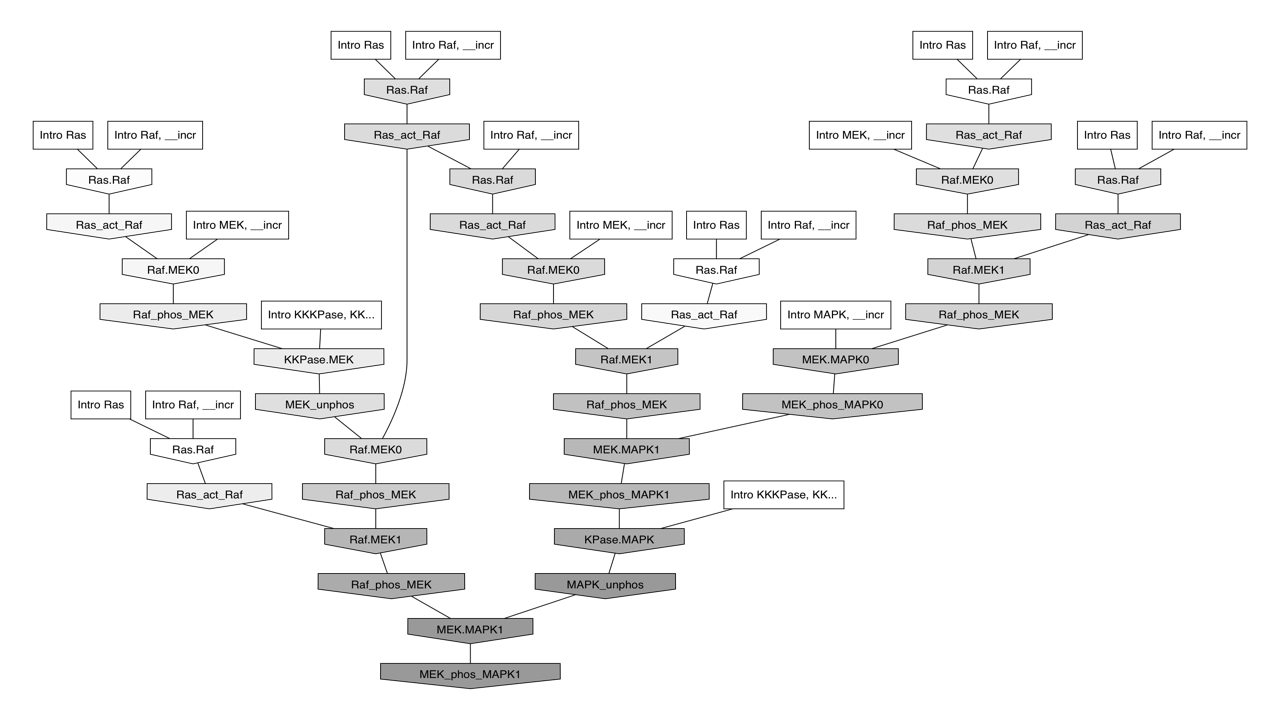 Intro Ras
Intro Raf, __incr
Intro Ras
Intro Raf, __incr
Ras.Raf
Ras.Raf
Intro Ras
Intro Raf, __incr
Ras_act_Raf
Intro Raf, __incr
Intro MEK, __incr
Ras_act_Raf
Intro Ras
Intro Raf, __incr
Ras.Raf
Ras.Raf
Raf.MEK0
Ras.Raf
Ras_act_Raf
Intro MEK, __incr
Ras_act_Raf
Intro MEK, __incr
Intro Ras
Intro Raf, __incr
Raf_phos_MEK
Ras_act_Raf
Raf.MEK0
Raf.MEK0
Ras.Raf
Raf.MEK1
Raf_phos_MEK
Intro KKKPase, KK...
Raf_phos_MEK
Ras_act_Raf
Intro MAPK, __incr
Raf_phos_MEK
KKPase.MEK
Raf.MEK1
MEK.MAPK0
Intro Ras
Intro Raf, __incr
MEK_unphos
Raf_phos_MEK
MEK_phos_MAPK0
Ras.Raf
Raf.MEK0
MEK.MAPK1
Ras_act_Raf
Raf_phos_MEK
MEK_phos_MAPK1
Intro KKKPase, KK...
Raf.MEK1
KPase.MAPK
Raf_phos_MEK
MAPK_unphos
MEK.MAPK1
MEK_phos_MAPK1